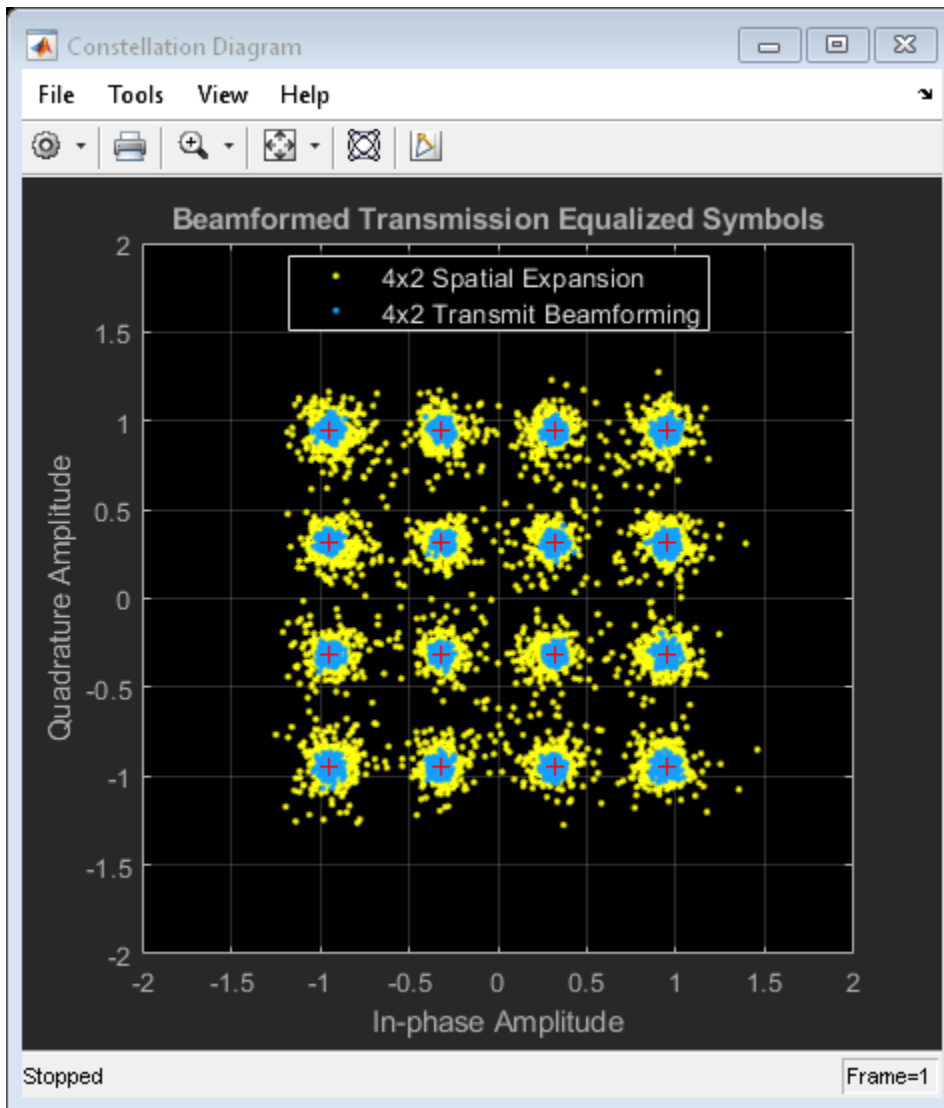 Constellation Diagram
File Tools View Help
Beamformed Transmission Equalized Symbols
4x2 Spatial Expansion
4x2 Transmit Beamforming
2
1.5
1
0.5
0
-0.5
-1
-1.5
-2
Quadrature Amplitude
-2 -1.5 -1 -0.5 0 0.5 1 1.5 2
In-phase Amplitude
Stopped Frame=1